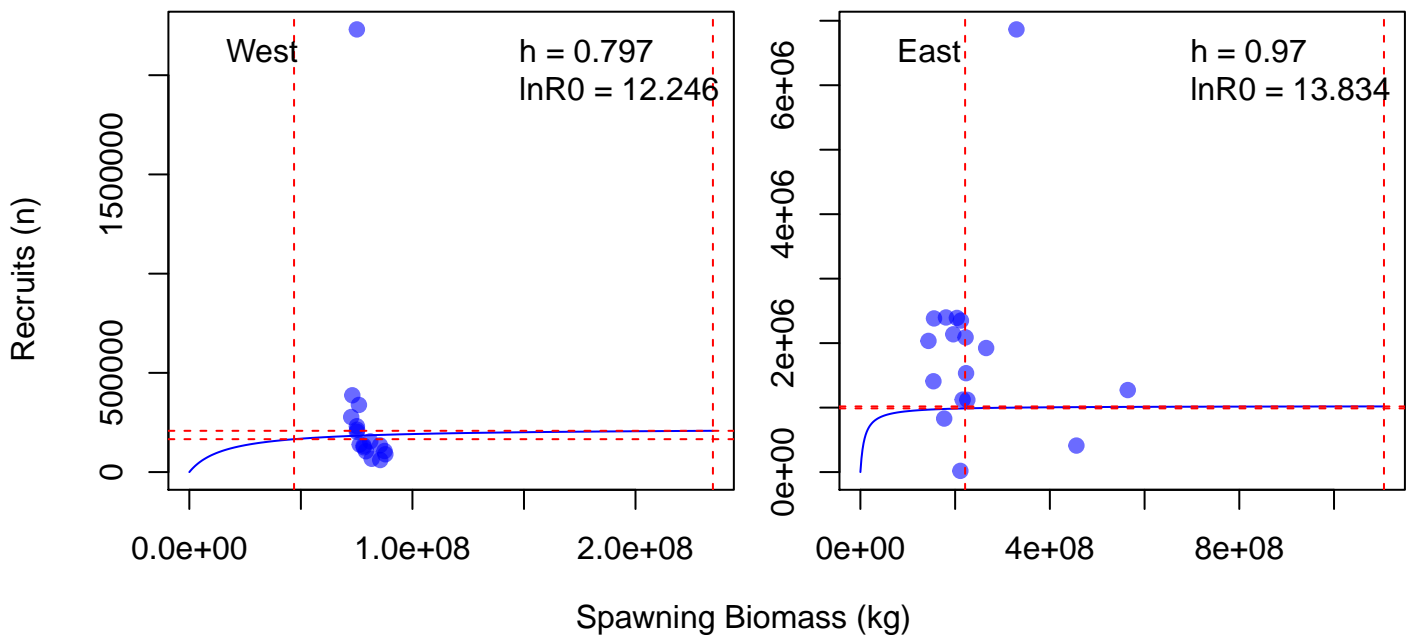 West
h = 0.797
lnR0 = 12.246
East
h = 0.97
lnR0 = 13.834
Recruits (n)
1500000
500000
0
6e+06
4e+06
2e+06
0e+00
0.0e+00 1.0e+08 2.0e+08
0e+00 4e+08 8e+08
Spawning Biomass (kg)